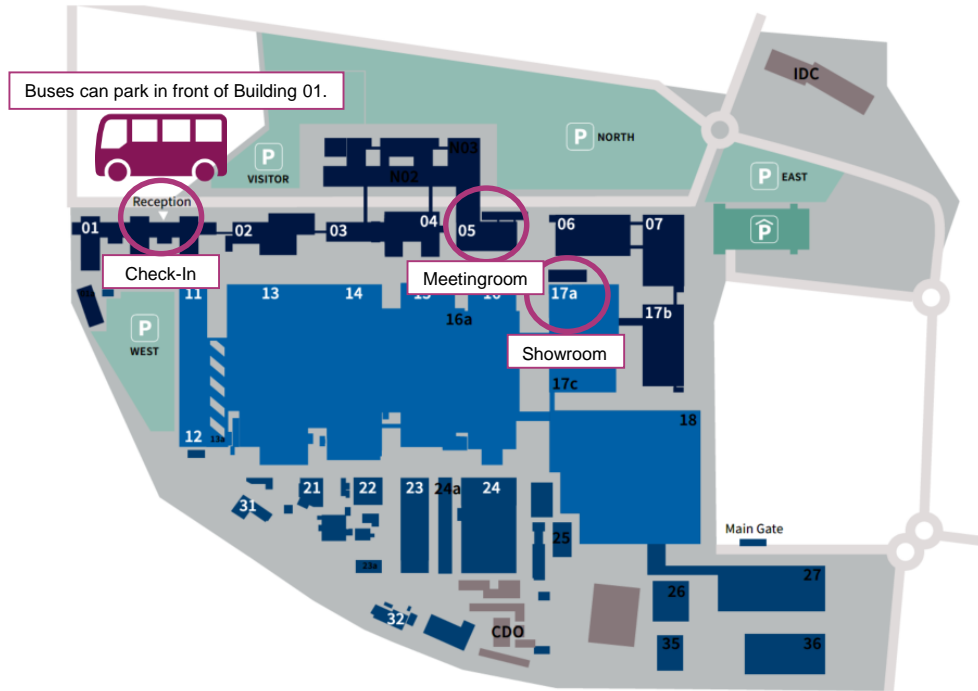 IDC
Buses can park in front of Building 01.
P
NORTH
N03
P
VISITOR
N02
P
EAST
Reception
01
02
03
04
05
06
07
P
Check-In
Meetingroom
11
13
14
15
16
17a
16a
17b
P
WEST
Showroom
17c
18
12
13a
21
22
23
24a
24
31
25
Main Gate
23a
27
26
32
CDO
35
36